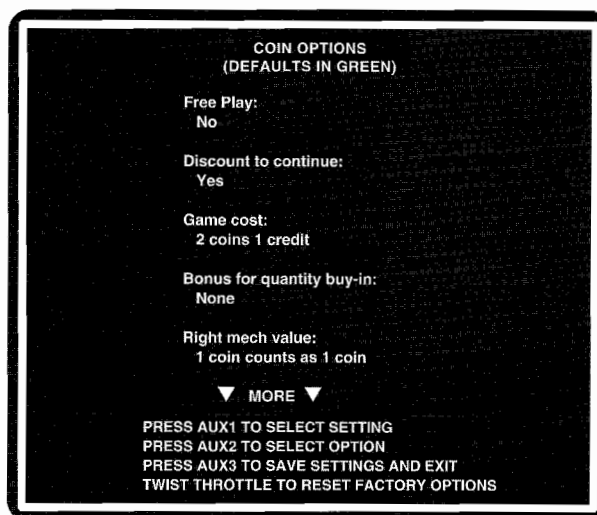 COIN OPTIONS
(DEFAULTS IN GREEN)
Free Play:
No
Discount to continue:
Yes
Game cost:
2 coins 1 credit
Bonus for quantity buy-in:
None
Right mech value:
1 coin counts as 1 coin
▼ MORE ▼
PRESS AUX1 TO SELECT SETTING
PRESS AUX2 TO SELECT OPTION
PRESS AUX3 TO SAVE SETTINGS AND EXIT
TWIST THROTTLE TO RESET FACTORY OPTIONS